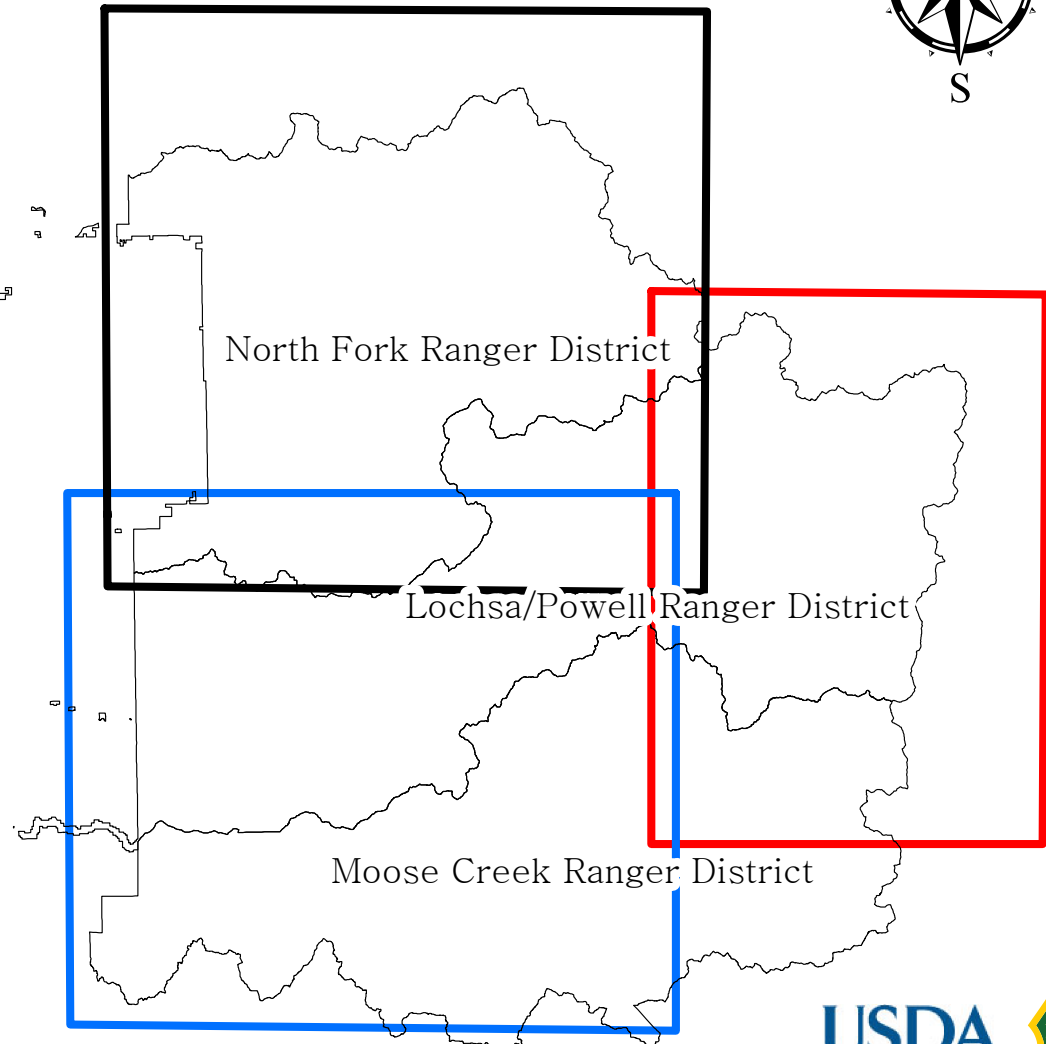 S
North Fork Ranger District
Lochsa/Powell Ranger District
Moose Creek Ranger District
USDA